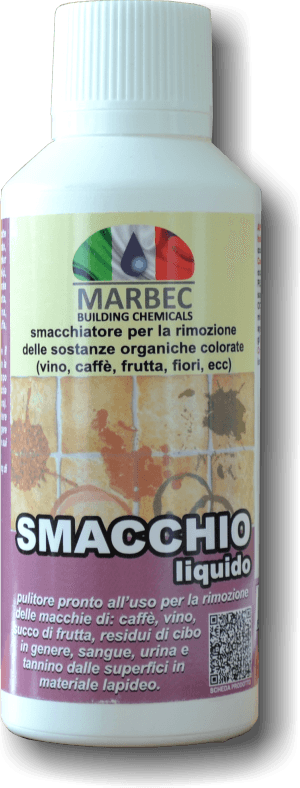 MARBEC
BUILDING CHEMICALS
smacchiatore per la rimozione
delle sostanze organiche colorate
(vino, caffè, frutta, fiori, ecc)
SMACCHIO
liquido
pulitore pronto all'uso per la rimozione
delle macchie di: caffè, vino,
succo di frutta, residui di cibo
in genere, sangue, urina e
tannino dalle superfici in
materiale lapideo.
SCHEDA PRODOTTO